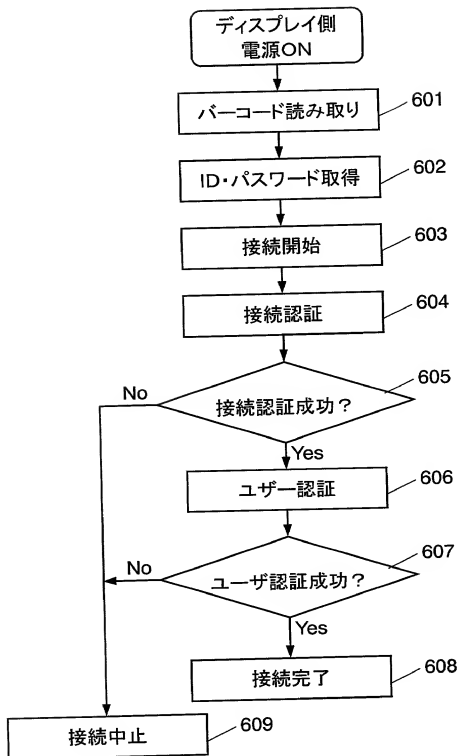 ディスプレイ側
電源ON
バーコード読み取り
601
ID・パスワード取得
602
接続開始
603
接続認証
604
接続認証成功？
605
No
Yes
ユザー認証
606
ユーザ認証成功？
607
No
Yes
接続完了
608
接続中止
609